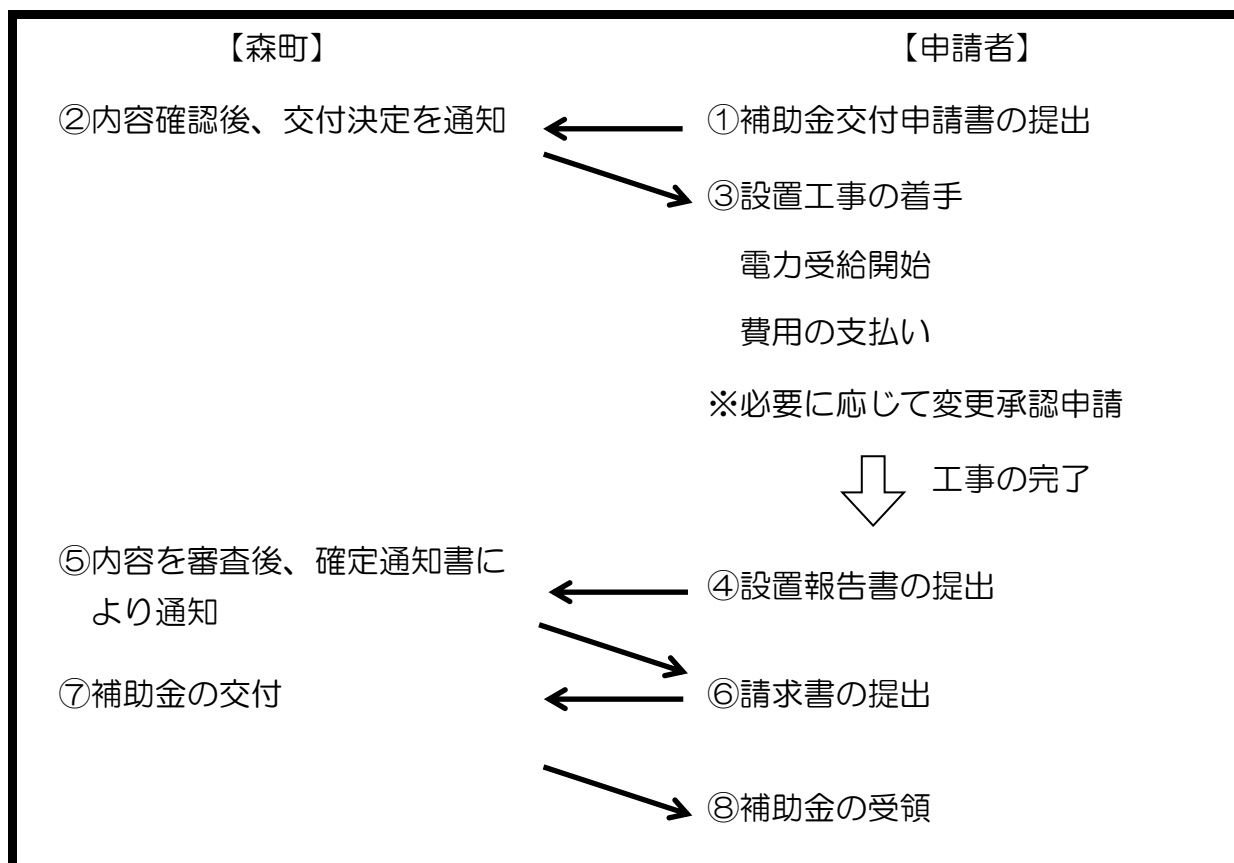 【森町】
【申請者】
②内容確認後、交付決定を通知
①補助金交付申請書の提出
③設置工事の着手
電力受給開始
費用の支払い
※必要に応じて変更承認申請
工事の完了
⑤内容を審査後、確定通知書に
より通知
④設置報告書の提出
⑦補助金の交付
⑥請求書の提出
⑧補助金の受領